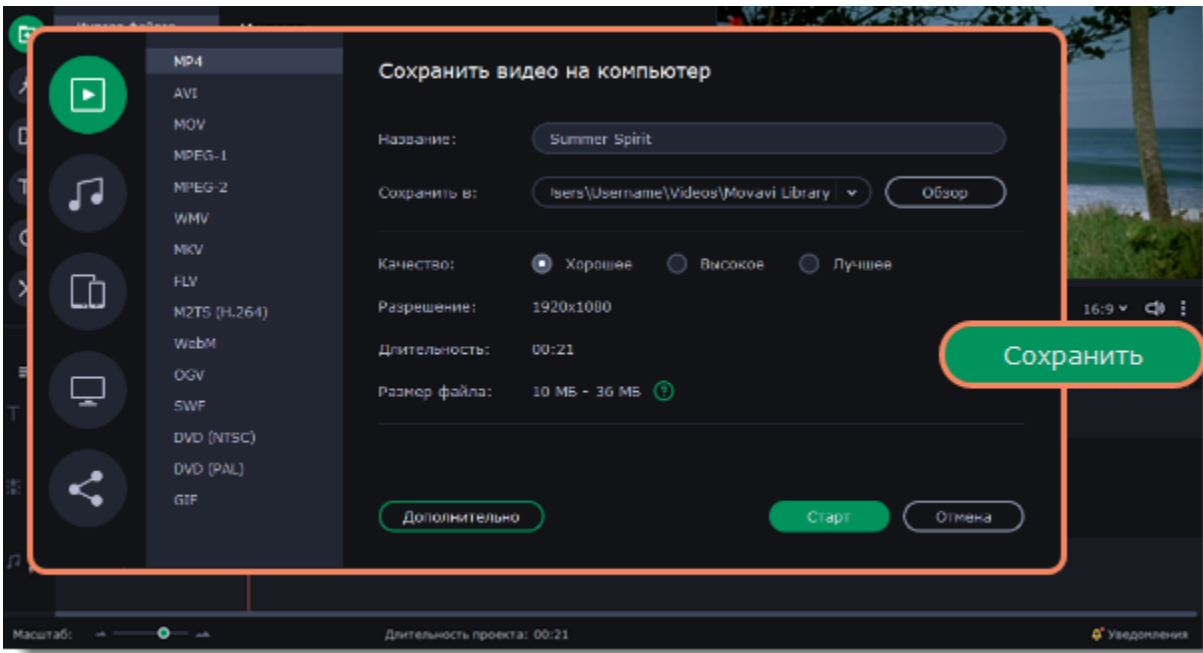 MP4
AVI
MOV
MPEG-1
MPEG-2
WMV
MKV
FLV
M2TS (H.264)
WebM
OGV
SWF
DVD (NTSC)
DVD (PAL)
GIF
Сохранить видео на компьютер
Название: Summer Spirit
Сохранить в: \Username\Videos\Movavi Library Обзор
Качество: Хорошее Высокое Лучшее
Разрешение: 1920x1080
Длительность: 00:21
Размер файла: 10 МБ - 36 МБ ?
Дополнительно Старт Отмена
16:9
Сохранить
Масштаб: Длительность проекта: 00:21 Уведомления